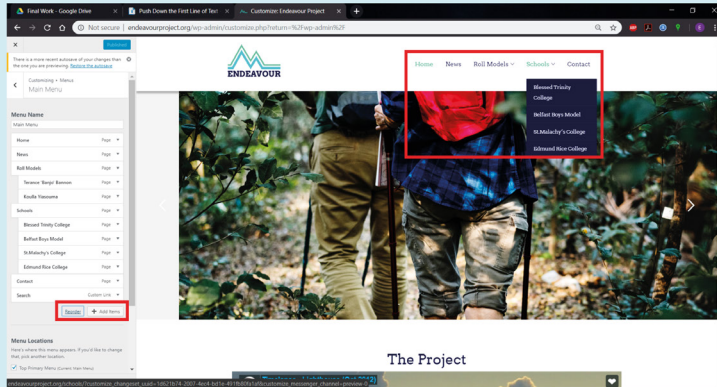 Final Work - Google Drive
Push Down the First Line of Text
Customize: Endeavour Project
Not secure
endeavourproject.org/wp-admin/customize.php?return=%2Fwp-admin%2F
Published
There is a more recent autosave of your changes than
the one you are previewing. Restore the autosave
Customizing • Menus
Main Menu
Menu Name
Main Menu
Home Page
News Page
Roll Models Page
Terance 'Banjo' Bannon Page
Page
Schools Page
Blessed Trinity College Page
Belfast Boys Model Page
St.Malachy's College Page
Edmund Rice College Page
Contact Page
Search Custom Link
Reorder
+ Add Items
Menu Locations
Here's where this menu appears. If you'd like to change
that, pick another location.
Top Primary Menu (Current: Main Menu)
ENDEAVOUR
Home News Roll Models Schools Contact
Blessed Trinity
College
Belfast Boys Model
St.Malachy's College
Edmund Rice College
The Project